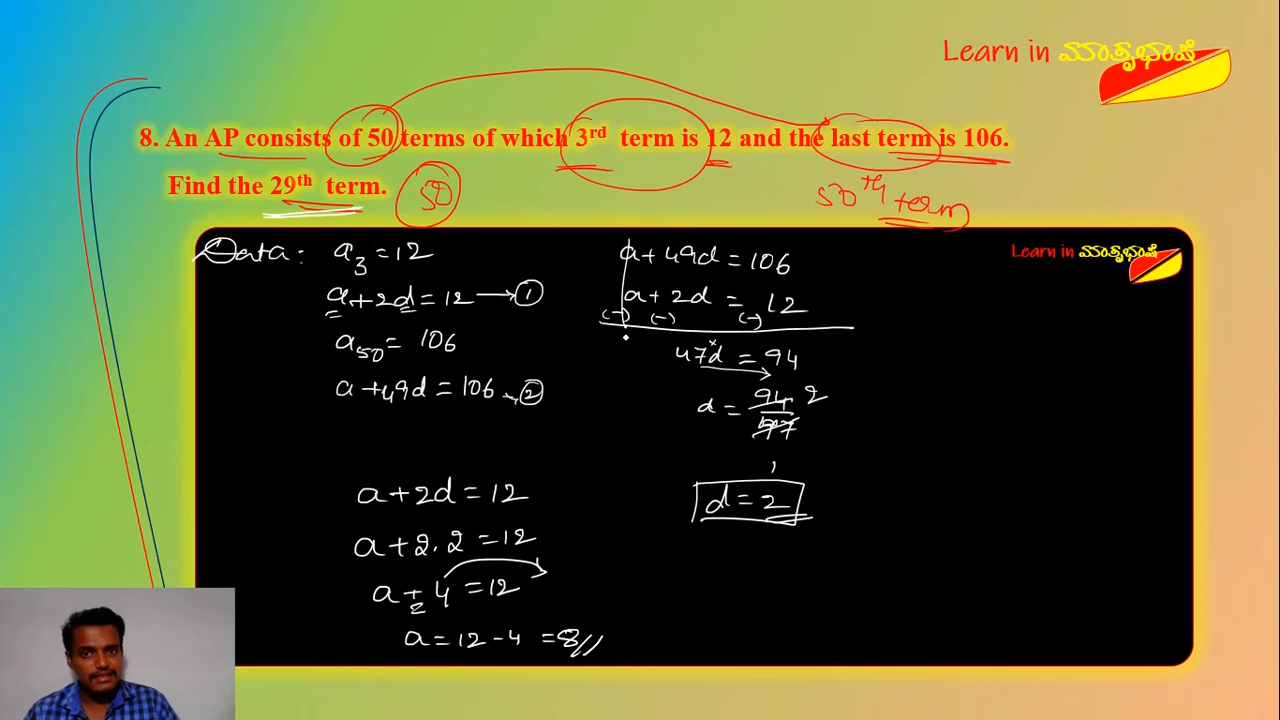 Learn in ಮಾತೃಭಾಷೆ
8. An AP consists of 50 terms of which 3rd term is 12 and the last term is 106.
Find the 29th term.
50
50th term
Learn in ಮಾತೃಭಾಷೆ
Data: a3 = 12
a + 2d = 12 → ①
a50 = 106
a + 49d = 106 → ②
a + 2d = 12
a + 2.2 = 12
a + 4 = 12
a = 12 - 4 = 8//
a + 49d = 106
a + 2d = 12
(-) (-) (-)
47d = 94
d = 94/47 2
1
d = 2